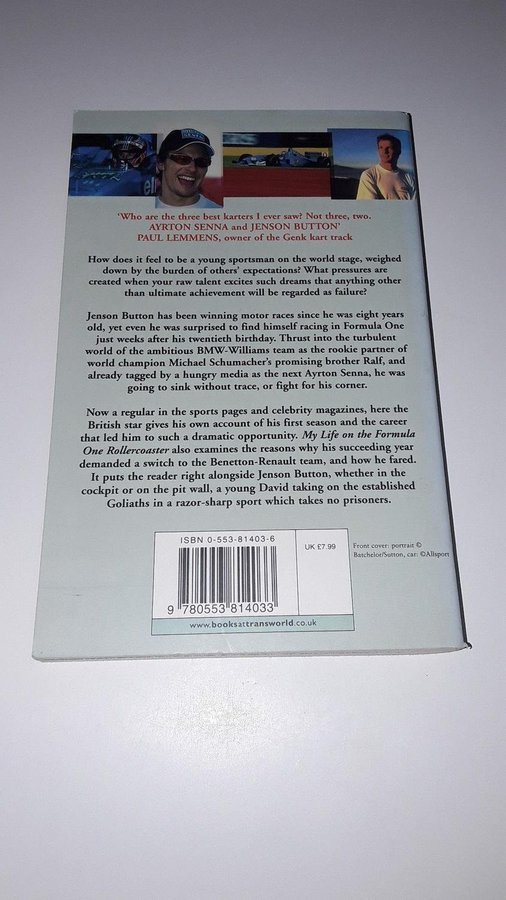 'Who are the three best karters I ever saw? Not three, two.
AYRTON SENNA and JENSON BUTTON'
PAUL LEMMENS, owner of the Genk kart track
How does it feel to be a young sportsman on the world stage, weighed
down by the burden of others' expectations? What pressures are
created when your raw talent excites such dreams that anything other
than ultimate achievement will be regarded as failure?
Jenson Button has been winning motor races since he was eight years
old, yet even he was surprised to find himself racing in Formula One
just weeks after his twentieth birthday. Thrust into the turbulent
world of the ambitious BMW-Williams team as the rookie partner of
world champion Michael Schumacher's promising brother Ralf, and
already tagged by a hungry media as the next Ayrton Senna, he was
going to sink without trace, or fight for his corner.
Now a regular in the sports pages and celebrity magazines, here the
British star gives his own account of his first season and the career
that led him to such a dramatic opportunity. My Life on the Formula
One Rollercoaster also examines the reasons why his succeeding year
demanded a switch to the Benetton-Renault team, and how he fared.
It puts the reader right alongside Jenson Button, whether in the
cockpit or on the pit wall, a young David taking on the established
Goliaths in a razor-sharp sport which takes no prisoners.
ISBN 0-553-81403-6
9 780553 814033
UK £7.99
www.booksattransworld.co.uk
Front cover: portrait ©
Batchelor/Sutton, car: ©Allsport